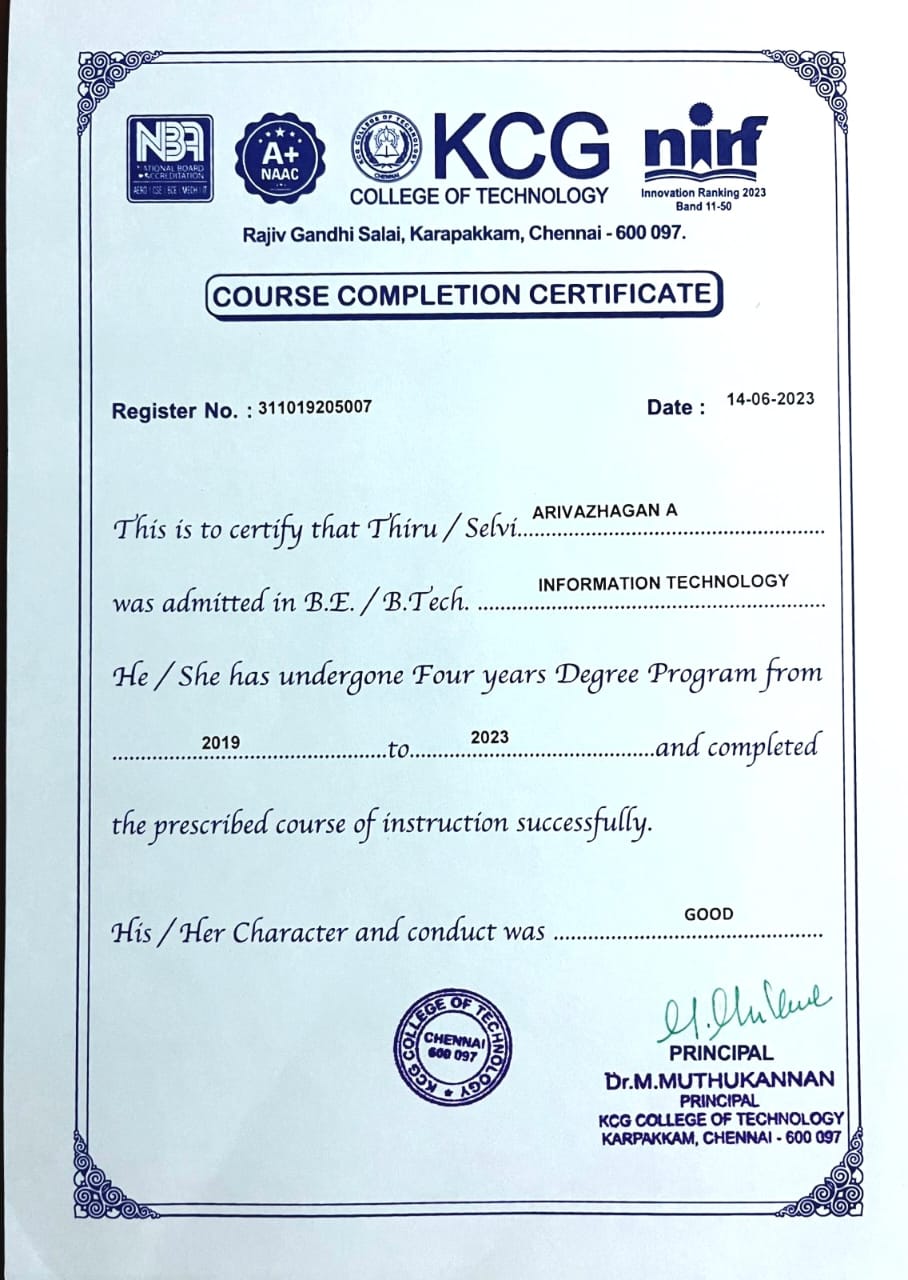 NBA
NATIONAL BOARD
ACCREDITATION
AERO | CSE | ECE | MECH | IT
A+
NAAC
KCG COLLEGE OF TECHNOLOGY
CHENNAI
KCG
COLLEGE OF TECHNOLOGY
nirf
Innovation Ranking 2023
Band 11-50
Rajiv Gandhi Salai, Karapakkam, Chennai - 600 097.
COURSE COMPLETION CERTIFICATE
Register No. : 311019205007
Date : 14-06-2023
This is to certify that Thiru / Selvi. ARIVAZHAGAN A
was admitted in B.E. / B.Tech. INFORMATION TECHNOLOGY
He / She has undergone Four years Degree Program from
2019 to 2023 and completed
the prescribed course of instruction successfully.
His / Her Character and conduct was GOOD
KCG COLLEGE OF TECHNOLOGY
CHENNAI
600 097
PRINCIPAL
Dr.M.MUTHUKANNAN
PRINCIPAL
KCG COLLEGE OF TECHNOLOGY
KARPAKKAM, CHENNAI - 600 097